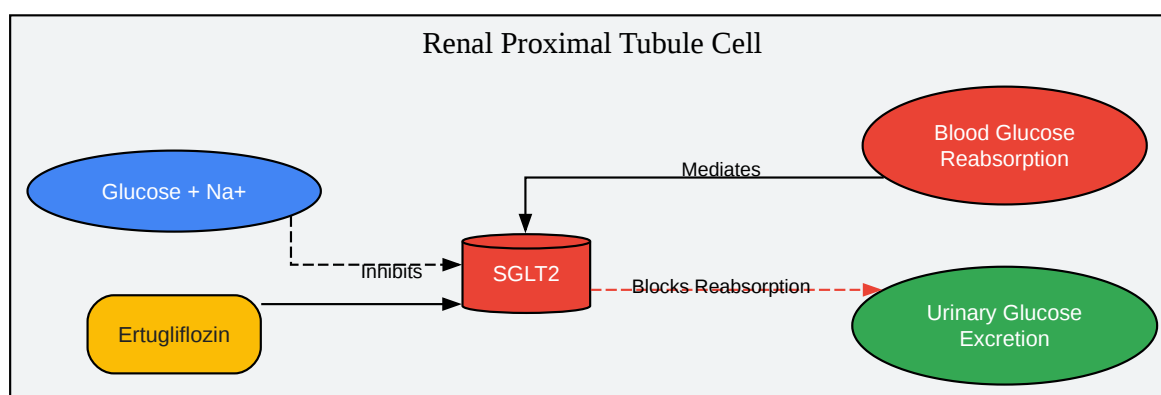 Renal Proximal Tubule Cell
Blood Glucose
Reabsorption
Mediates
Glucose + Na+
Inhibits
SGLT2
Blocks Reabsorption
Urinary Glucose
Excretion
Ertugliflozin